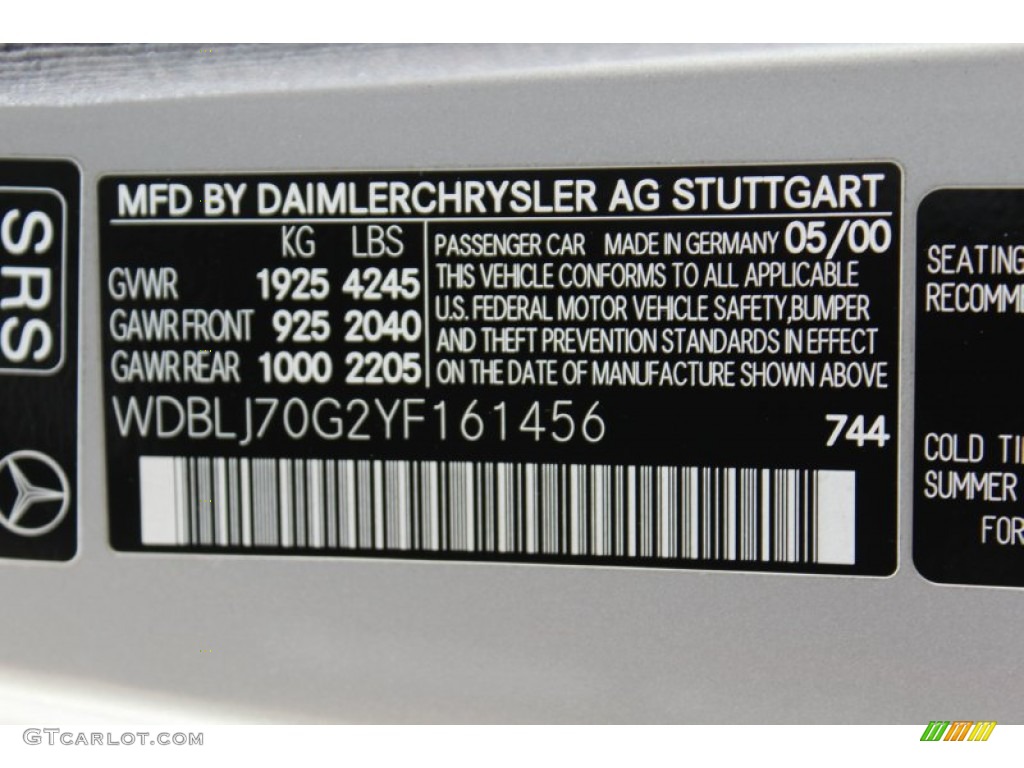 MFD BY DAIMLERCHRYSLER AG STUTTGART
KG LBS
GVWR 1925 4245
GAWR FRONT 925 2040
GAWR REAR 1000 2205
PASSENGER CAR MADE IN GERMANY 05/00
THIS VEHICLE CONFORMS TO ALL APPLICABLE
U.S. FEDERAL MOTOR VEHICLE SAFETY,BUMPER
AND THEFT PREVENTION STANDARDS IN EFFECT
ON THE DATE OF MANUFACTURE SHOWN ABOVE
WDBLJ70G2YF161456 744
SRS
SEATING
RECOMME
COLD TI
SUMMER
FOR
GTCARLOT.COM